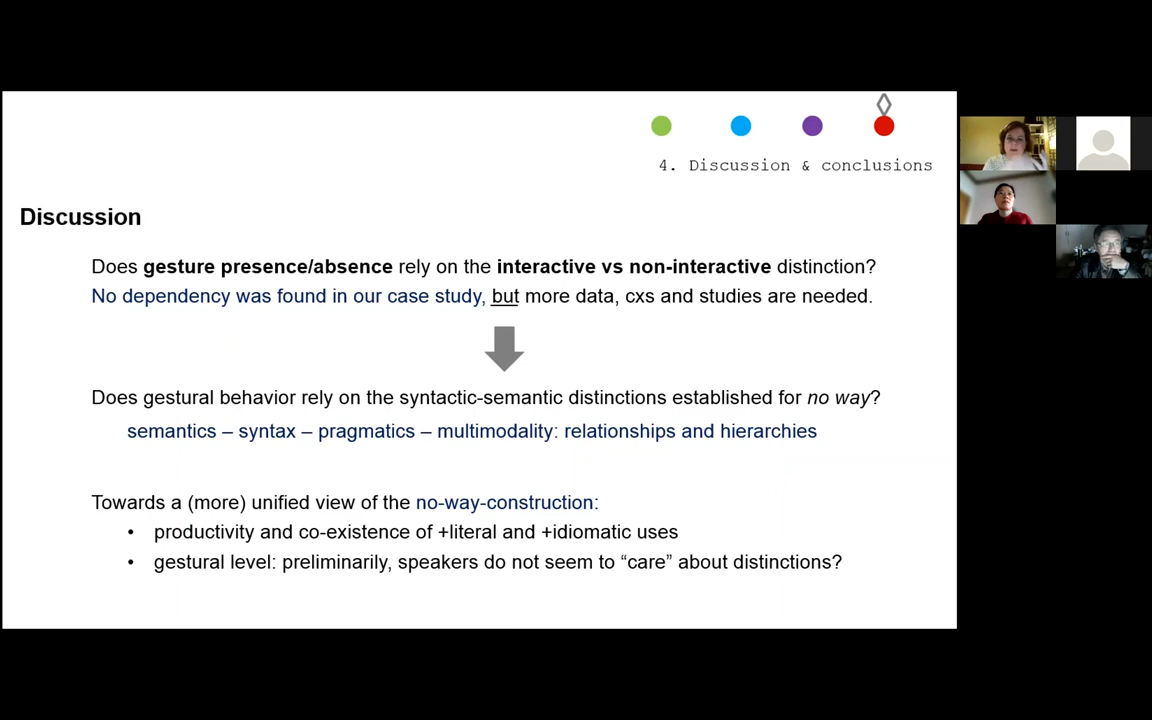 4. Discussion & conclusions
Discussion
Does gesture presence/absence rely on the interactive vs non-interactive distinction?
No dependency was found in our case study, but more data, cxs and studies are needed.
Does gestural behavior rely on the syntactic-semantic distinctions established for no way?
semantics – syntax – pragmatics – multimodality: relationships and hierarchies
Towards a (more) unified view of the no-way-construction:
• productivity and co-existence of +literal and +idiomatic uses
• gestural level: preliminarily, speakers do not seem to “care” about distinctions?